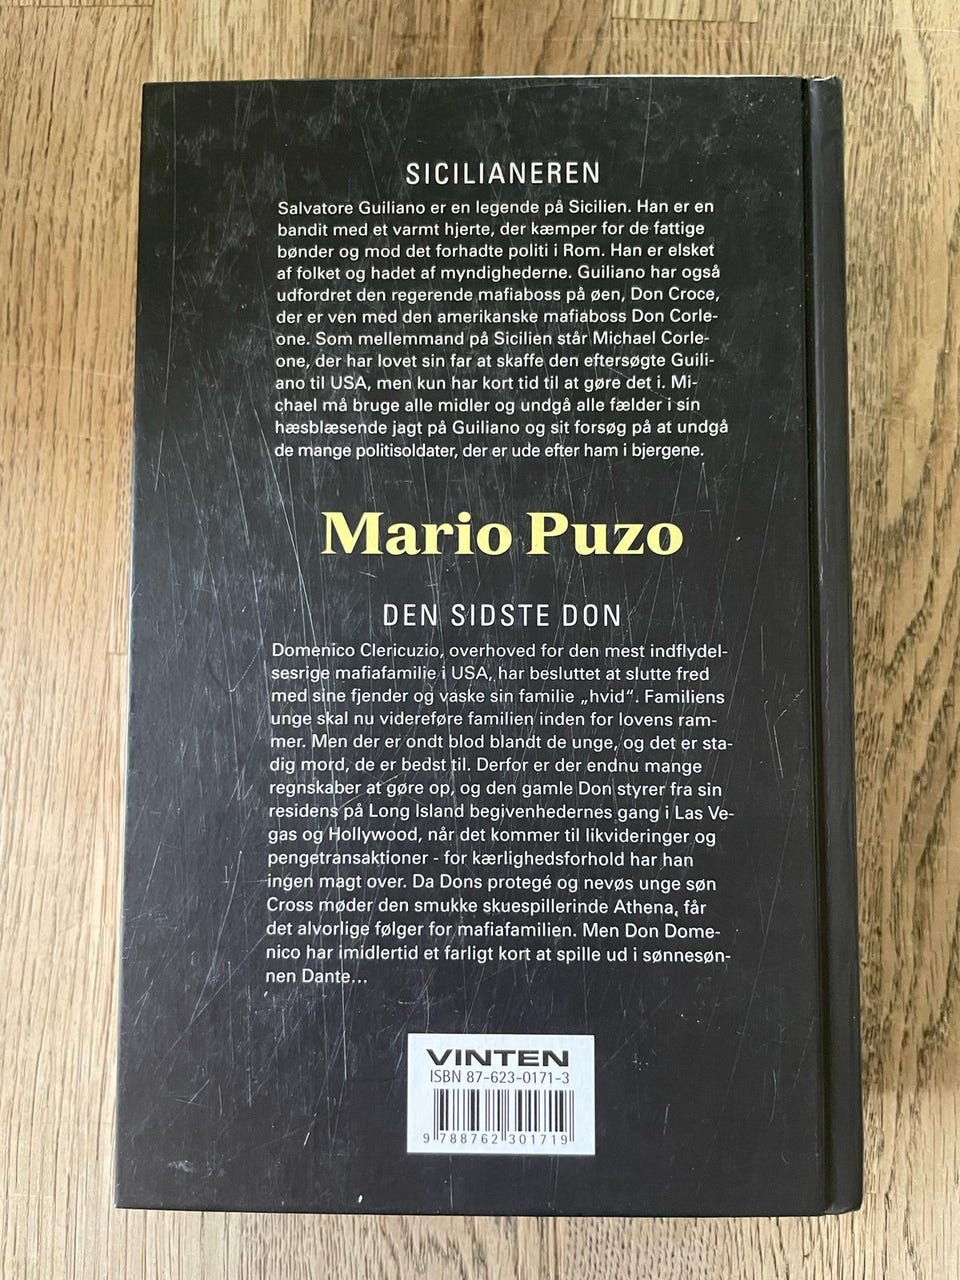 SICILIANEREN
Salvatore Guiliano er en legende på Sicilien. Han er en
bandit med et varmt hjerte, der kæmper for de fattige
bønder og mod det forhadte politi i Rom. Han er elsket
af folket og hadet af myndighederne. Guiliano har også
udfordret den regerende mafiaboss på øen, Don Croce,
der er ven med den amerikanske mafiaboss Don Corle-
one. Som mellemmand på Sicilien står Michael Corle-
one, der har lovet sin far at skaffe den eftersøgte Guili-
ano til USA, men kun har kort tid til at gøre det i. Mi-
chael må bruge alle midler og undgå alle fælder i sin
hæsblæsende jagt på Guiliano og sit forsøg på at undgå
de mange politisoldater, der er ude efter ham i bjergene.
Mario Puzo
DEN SIDSTE DON
Domenico Clericuzio, overhoved for den mest indflydel-
sesrige mafiafamilie i USA, har besluttet at slutte fred
med sine fjender og vaske sin familie „hvid“. Familiens
unge skal nu videreføre familien inden for lovens ram-
mer. Men der er ondt blod blandt de unge, og det er sta-
dig mord, de er bedst til. Derfor er der endnu mange
regnskaber at gøre op, og den gamle Don styrer fra sin
residens på Long Island begivenhedernes gang i Las Ve-
gas og Hollywood, når det kommer til likvideringer og
pengetransaktioner - for kærlighedsforhold har han
ingen magt over. Da Dons protegé og nevøs unge søn
Cross møder den smukke skuespillerinde Athena, får
det alvorlige følger for mafiafamilien. Men Don Dome-
nico har imidlertid et farligt kort at spille ud i sønnesøn-
nen Dante...
VINTEN
ISBN 87-623-0171-3
9 788762 301719